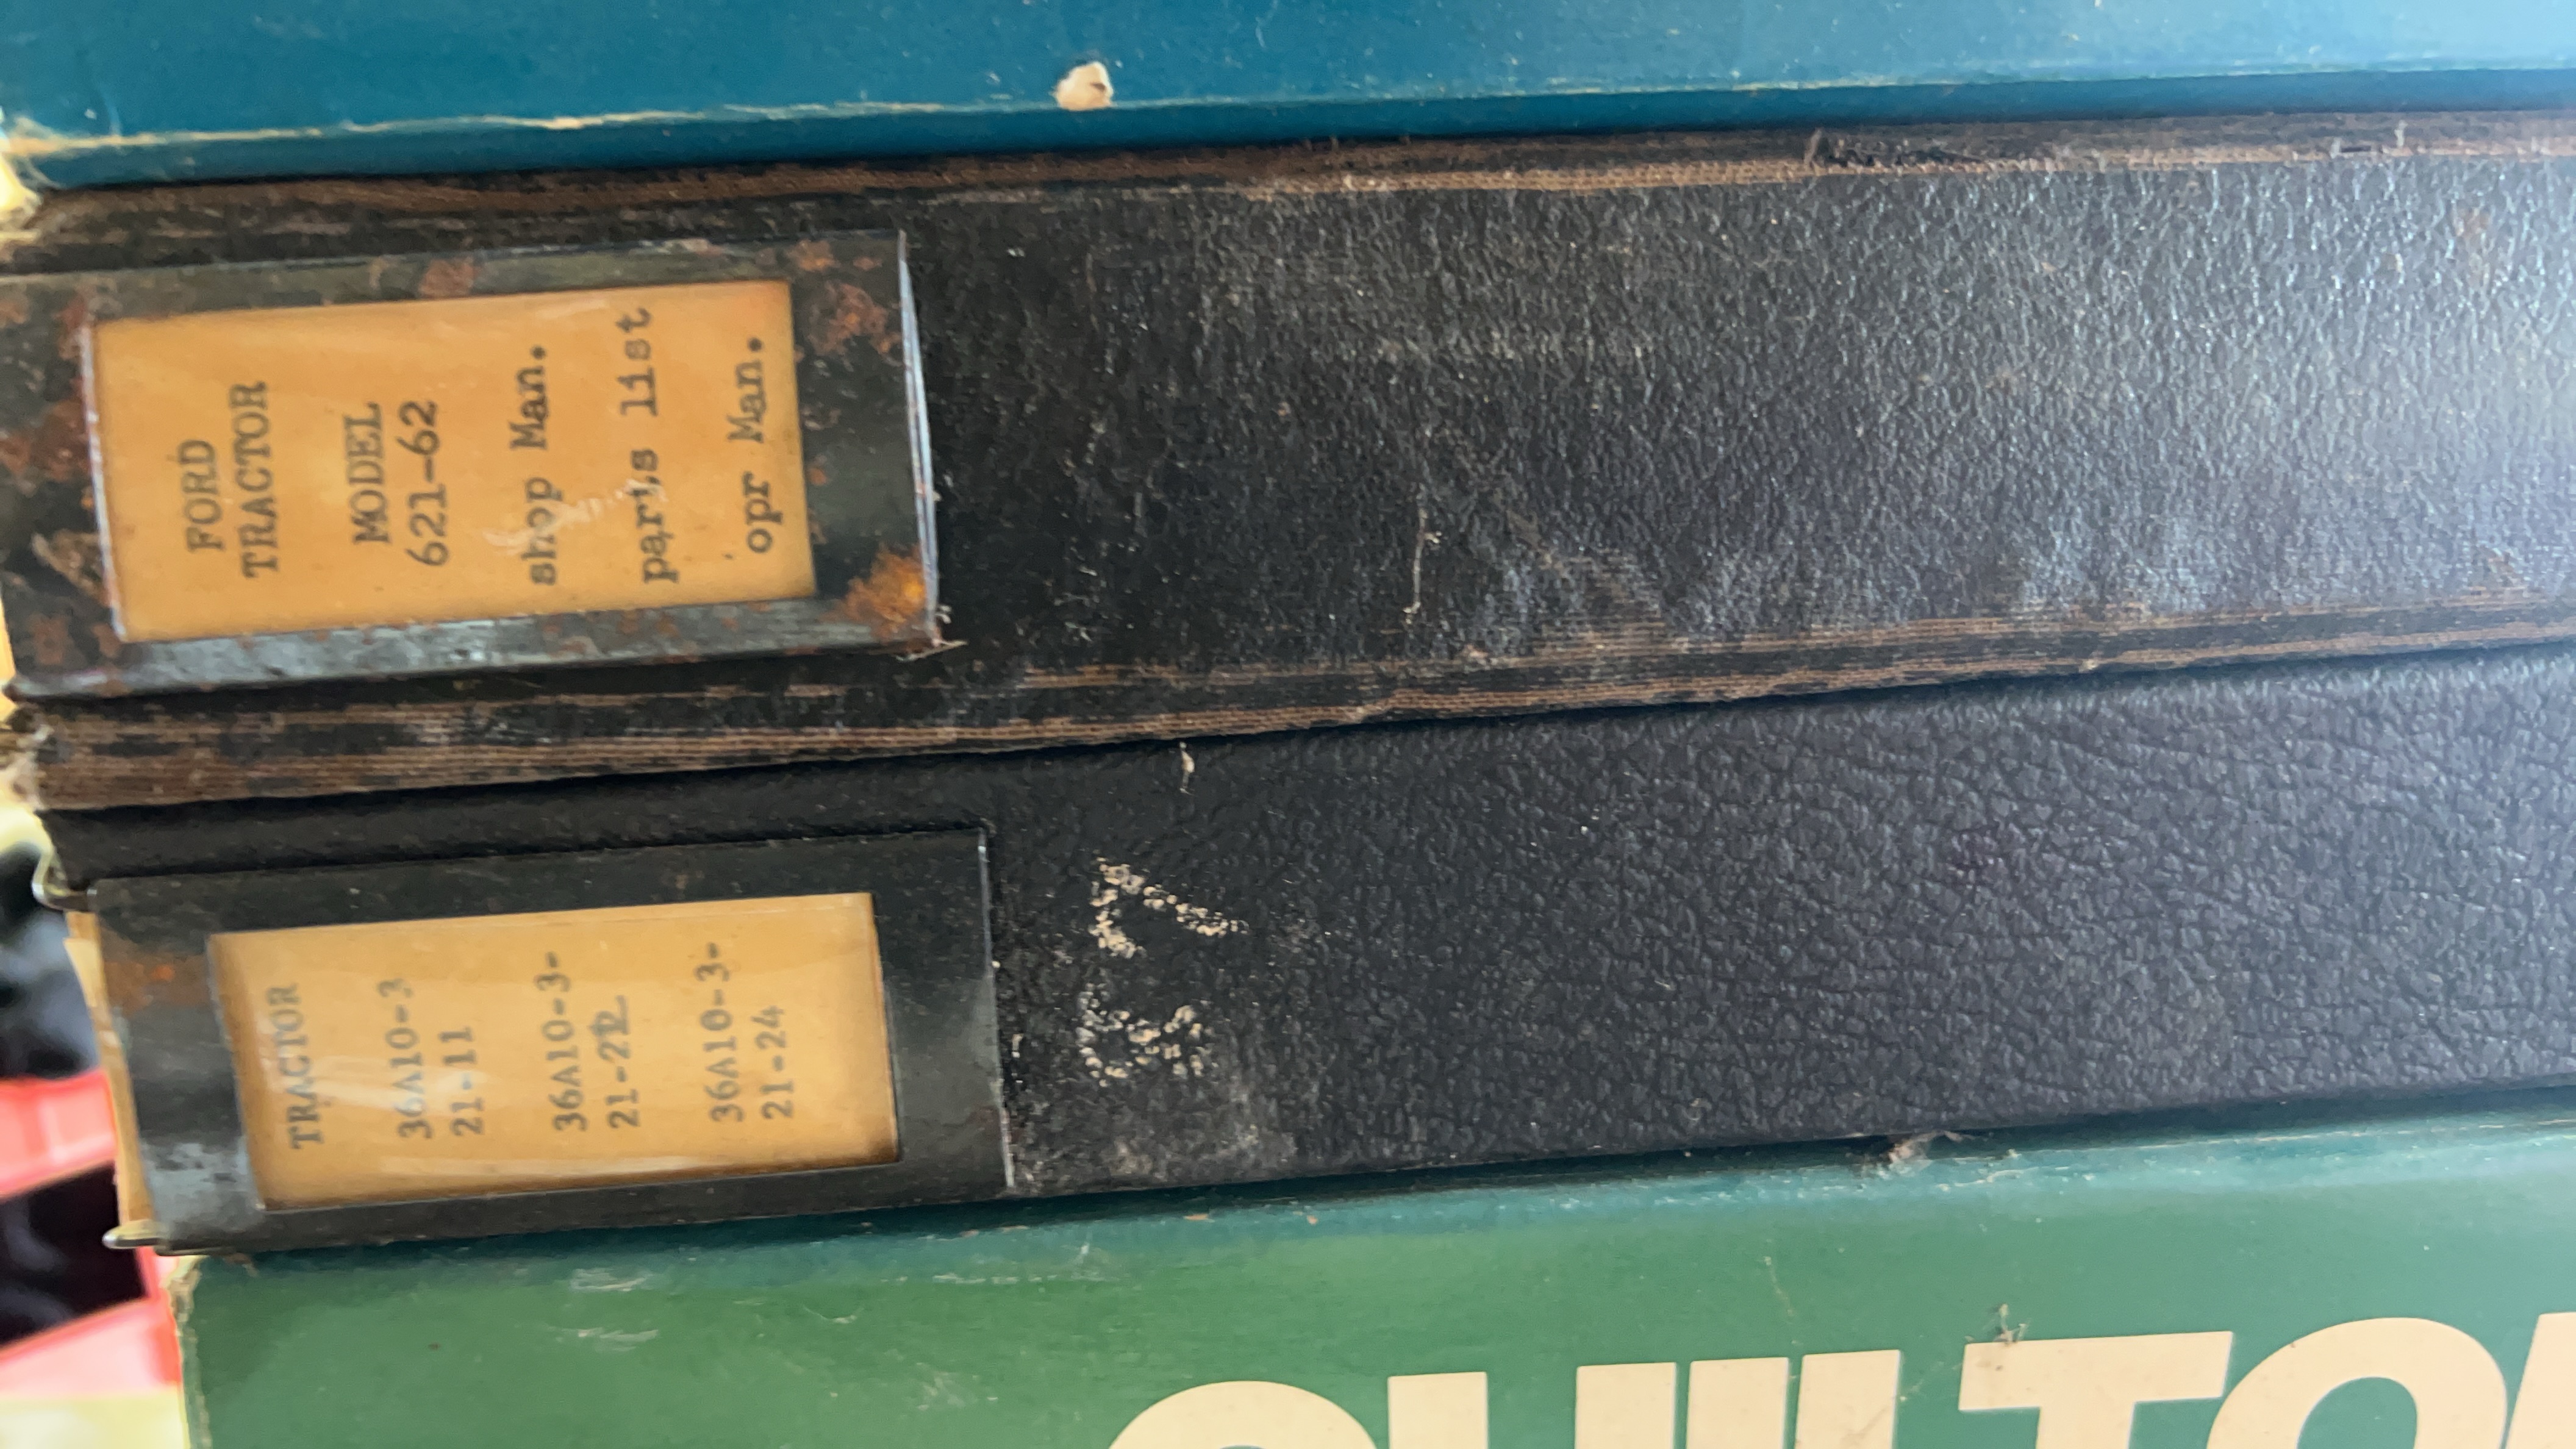 FORD
TRACTOR
MODEL
621-62
shop Man.
parts list
opr Man.
TRACTOR
36A10-3
21-11
36A10-3-
21-22
36A10-3-
21-24